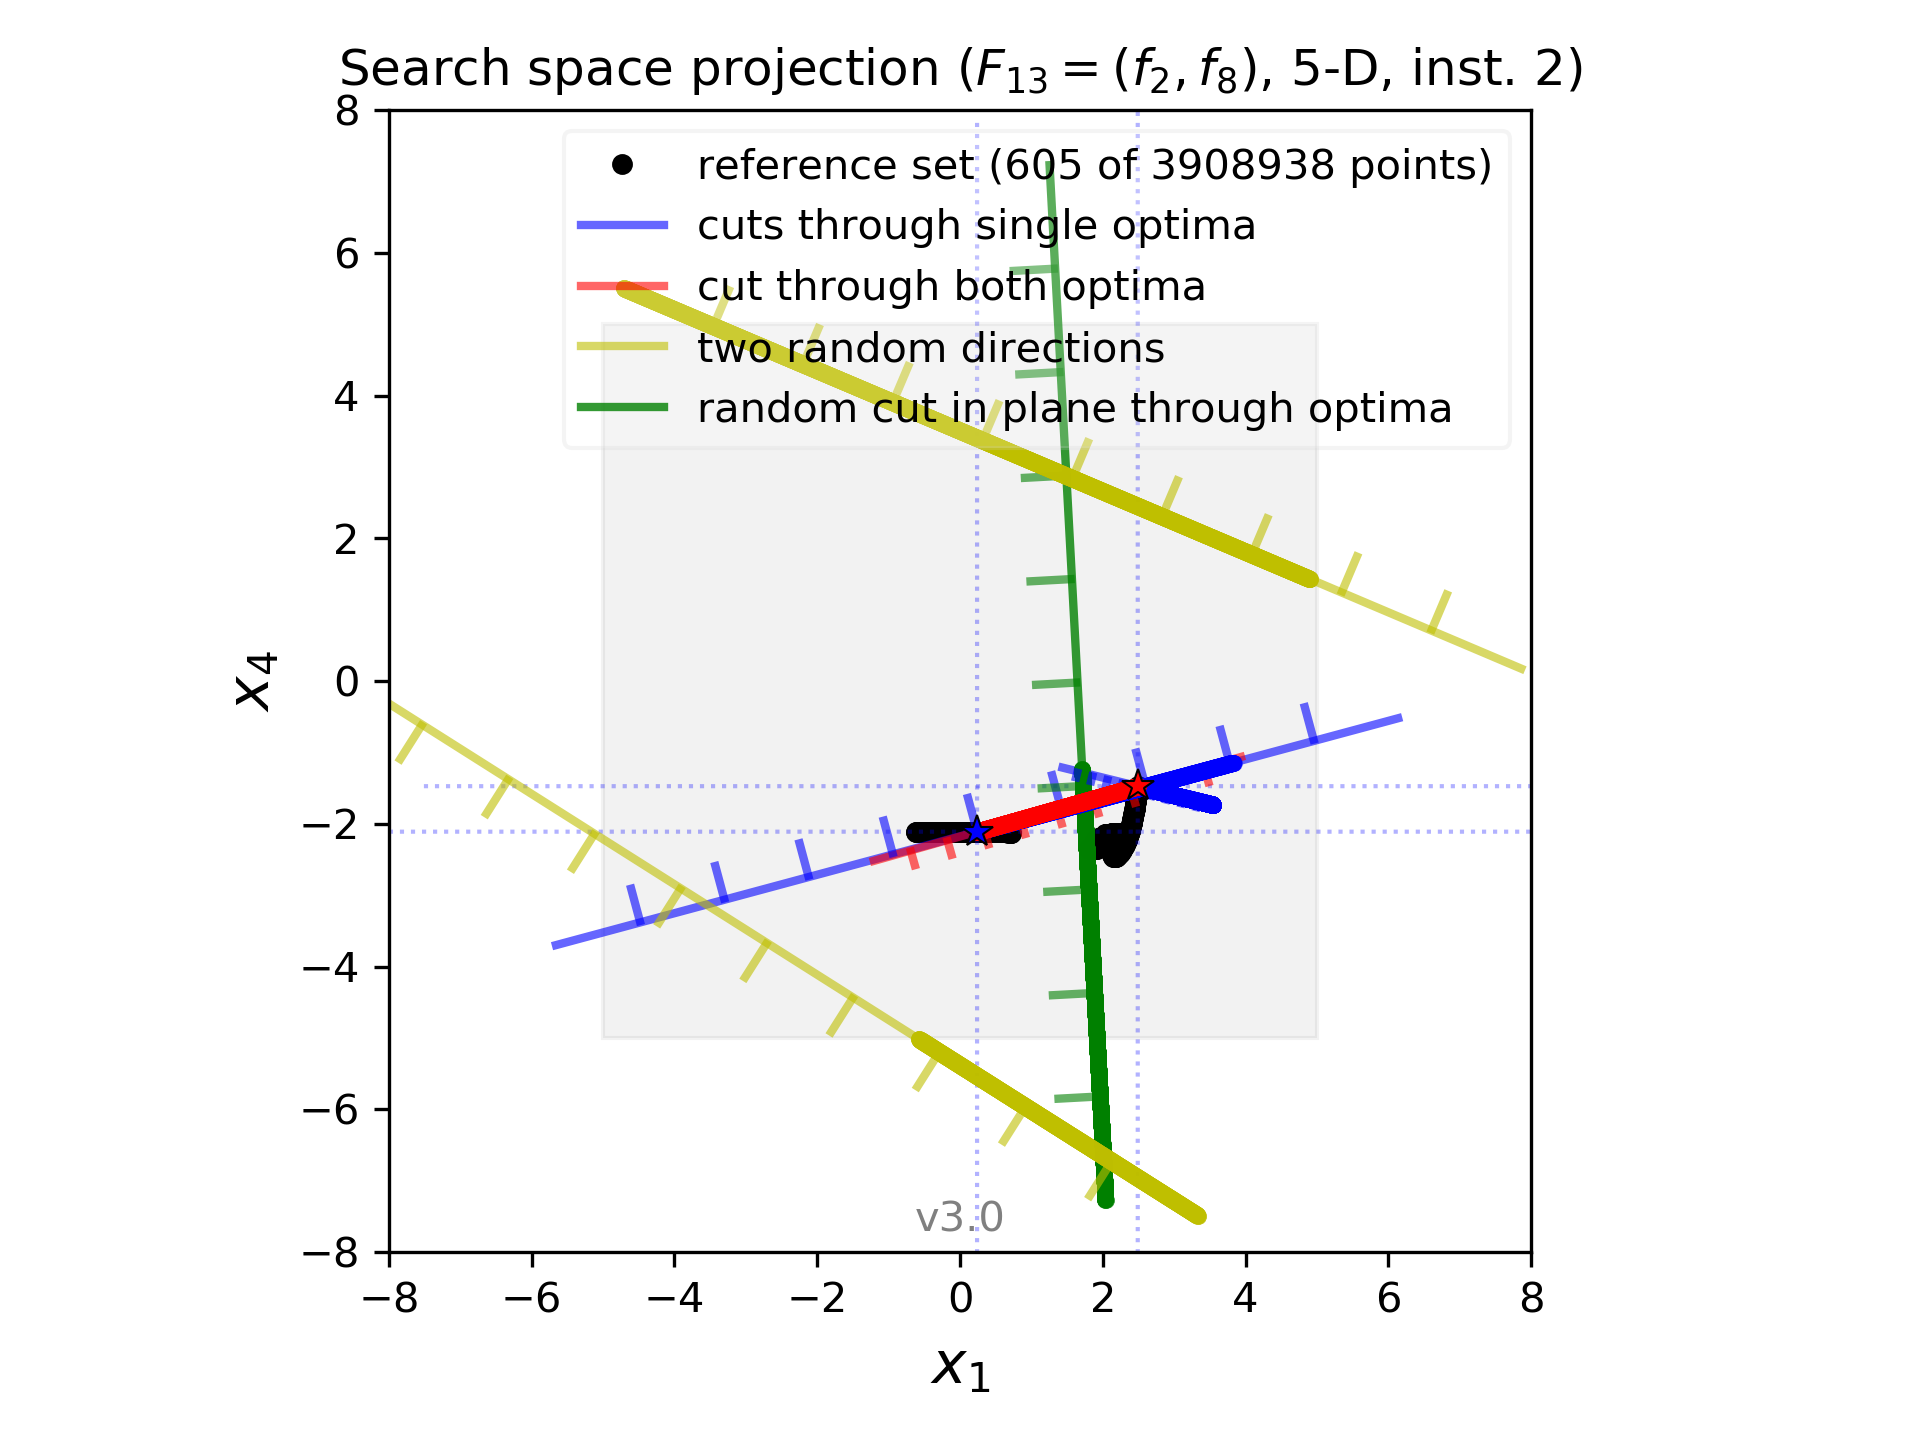 Search space projection (F₁₃ = (f₂, f₈), 5-D, inst. 2)
reference set (605 of 3908938 points)
cuts through single optima
cut through both optima
two random directions
random cut in plane through optima
8
6
4
2
0
−2
−4
−6
−8
x₄
v3.0
−8 −6 −4 −2 0 2 4 6 8
x₁